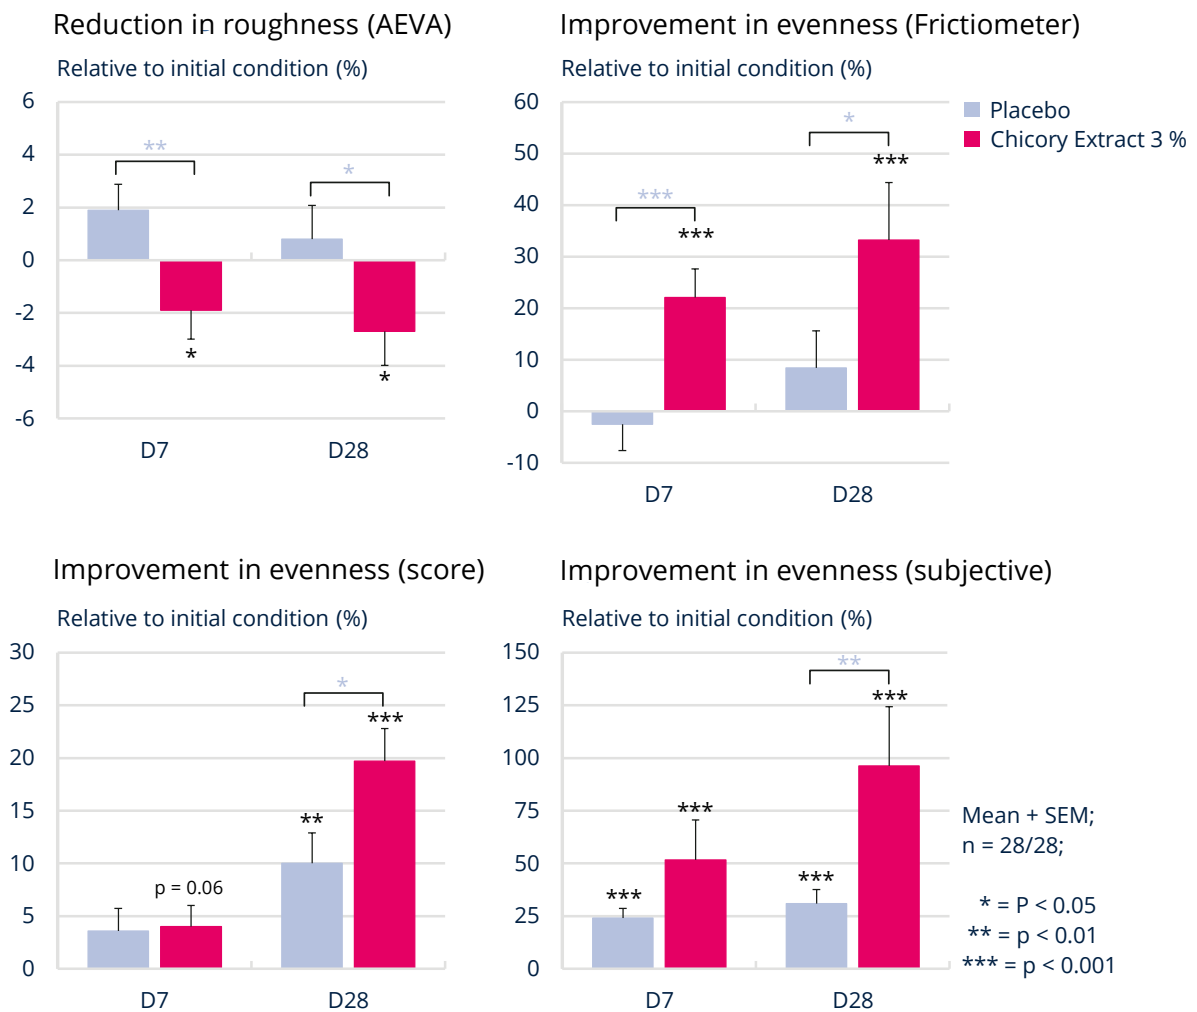 Reduction in roughness (AEVA)
Relative to initial condition (%)
6
4
2
0
-2
-4
-6
**
*
*
*
D7
D28
Improvement in evenness (Frictiometer)
Relative to initial condition (%)
60
50
40
30
20
10
0
-10
***
***
*
***
D7
D28
Placebo
Chicory Extract 3 %
Improvement in evenness (score)
Relative to initial condition (%)
30
25
20
15
10
5
0
p = 0.06
*
***
**
D7
D28
Improvement in evenness (subjective)
Relative to initial condition (%)
150
125
100
75
50
25
0
***
***
**
***
***
D7
D28
Mean + SEM;
n = 28/28;
* = P < 0.05
** = p < 0.01
*** = p < 0.001